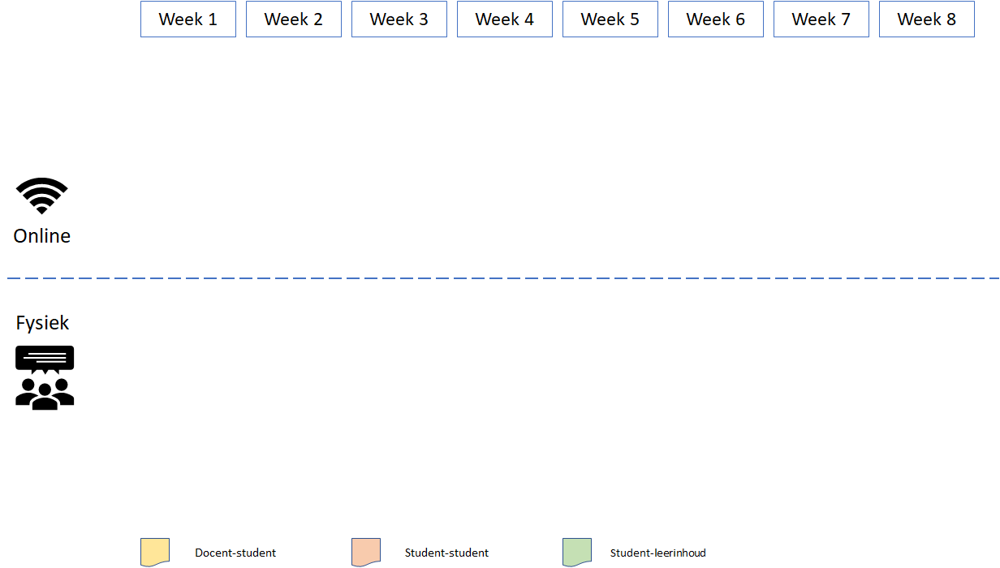 Week 1
Week 2
Week 3
Week 4
Week 5
Week 6
Week 7
Week 8
Online
Fysiek
Docent-student
Student-student
Student-leerinhoud